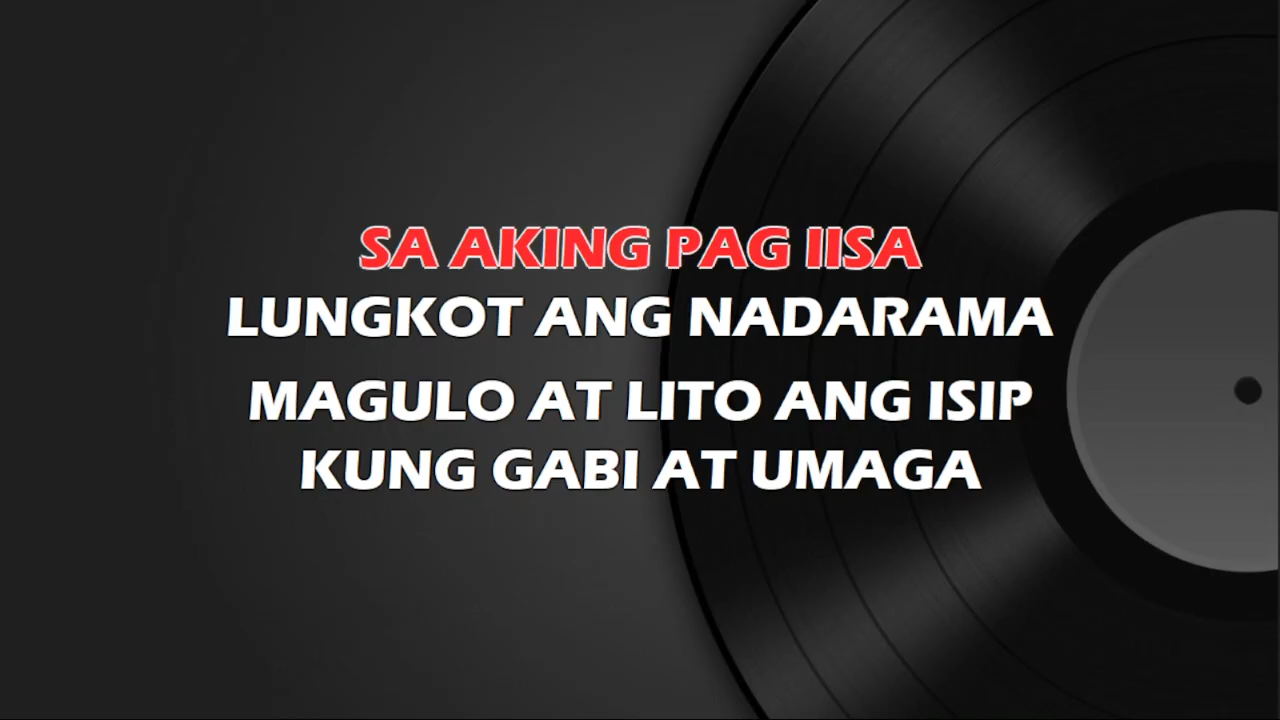 SA AKING PAG IISA
LUNGKOT ANG NADARAMA
MAGULO AT LITO ANG ISIP
KUNG GABI AT UMAGA